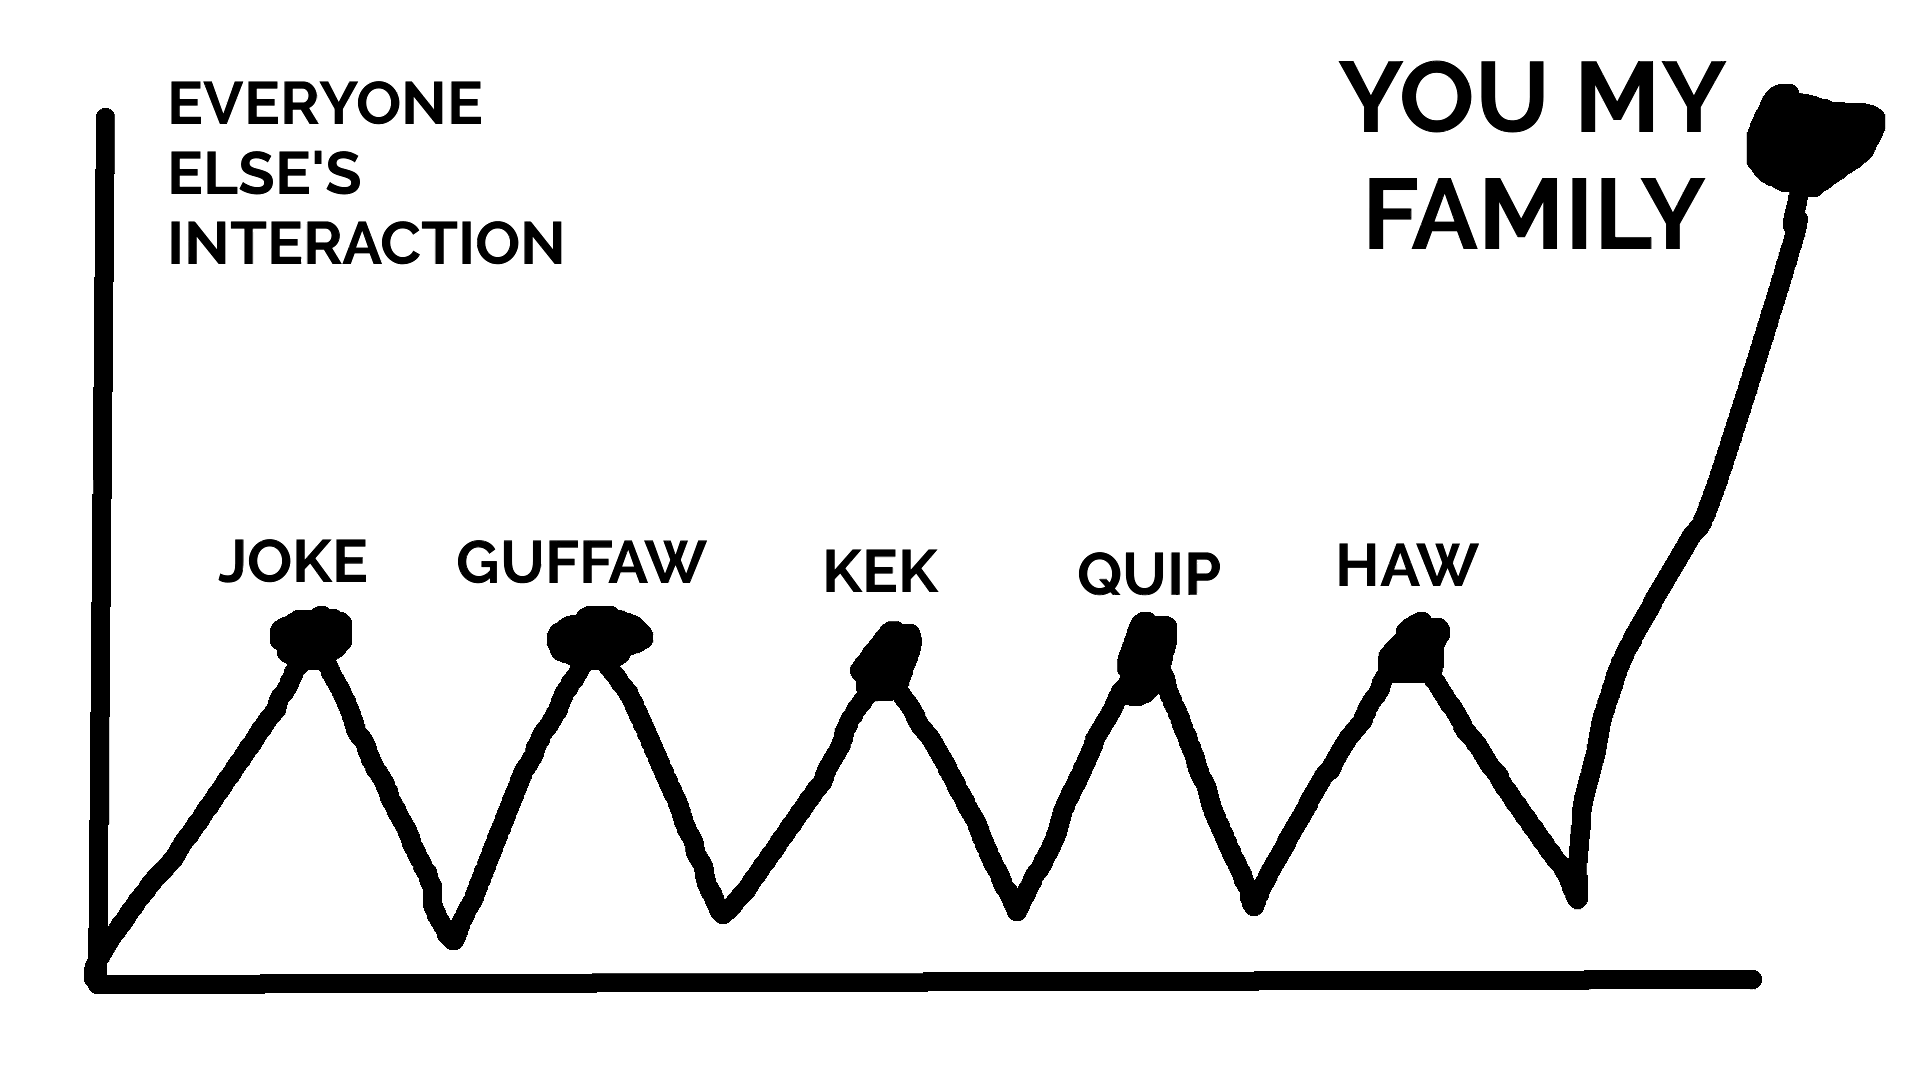 EVERYONE
ELSE'S
INTERACTION
YOU MY
FAMILY
JOKE
GUFFAW
KEK
QUIP
HAW